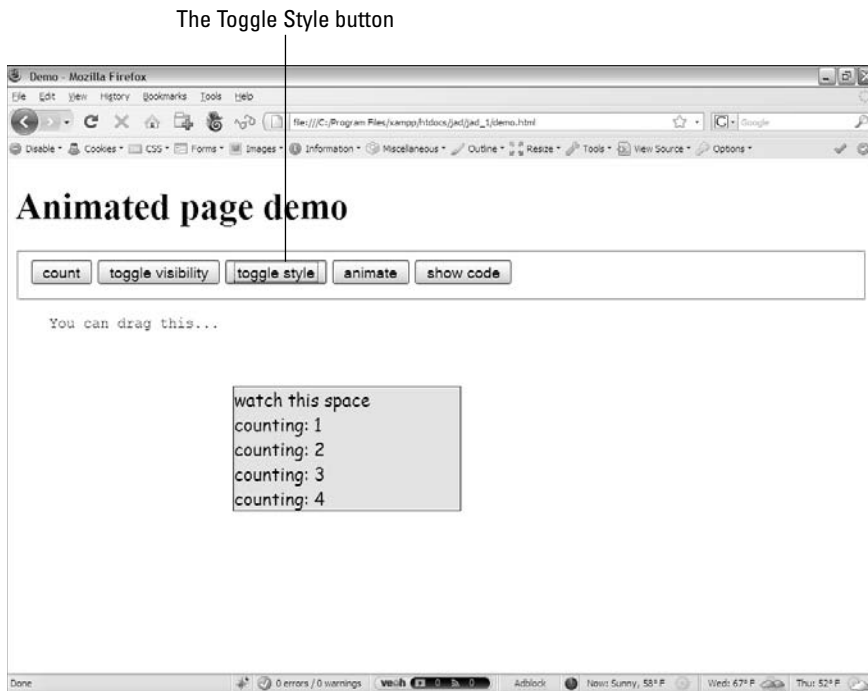 The Toggle Style button
Demo - Mozilla Firefox
File Edit View History Bookmarks Tools Help
file:///C:/Program Files/xampp/htdocs/jad/jad_1/demo.html Google
Disable Cookies CSS Forms Images Information Miscellaneous Outline Resize Tools View Source Options
Animated page demo
count toggle visibility toggle style animate show code
You can drag this...
watch this space
counting: 1
counting: 2
counting: 3
counting: 4
Done 0 errors / 0 warnings veoh 0 0 Adblock Now: Sunny, 58° F Wed: 67° F Thu: 52° F